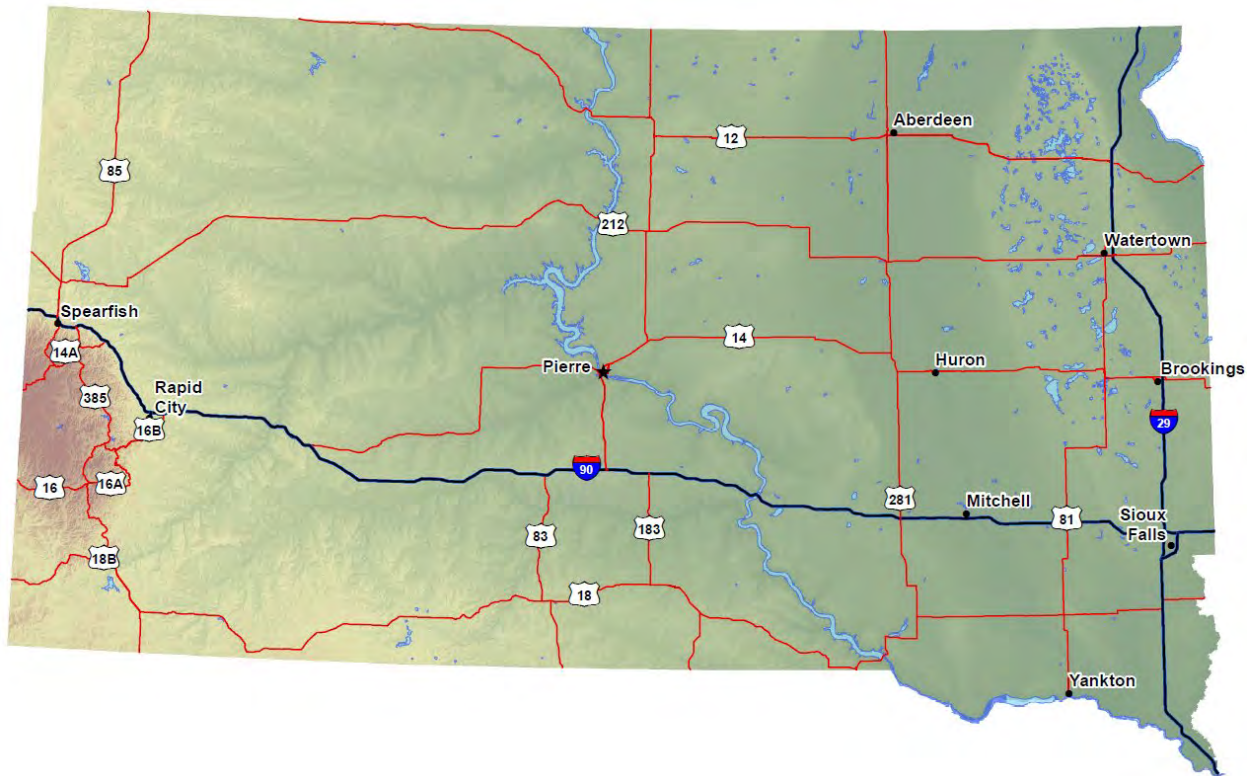 Aberdeen
12
85
212
Watertown
Spearfish
14A
14
Huron
Pierre
Brookings
Rapid
City
385
16B
29
90
16
16A
281
Mitchell
81
Sioux
Falls
83
183
18B
18
Yankton